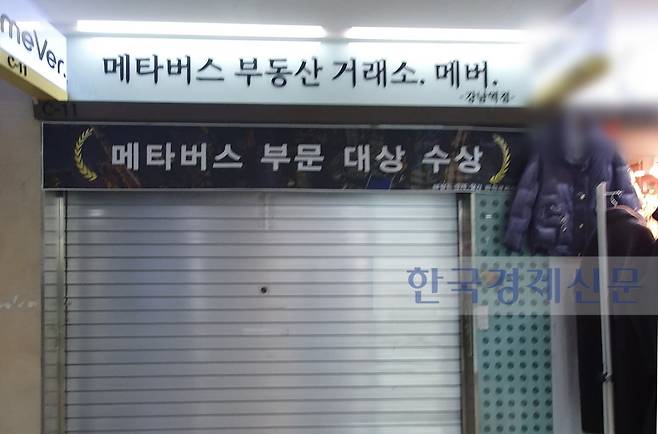 meVer.
C-11
메타버스 부동산 거래소. 메버.
-강남역점-
C-11
메타버스 부문 대상 수상
한국경제신문